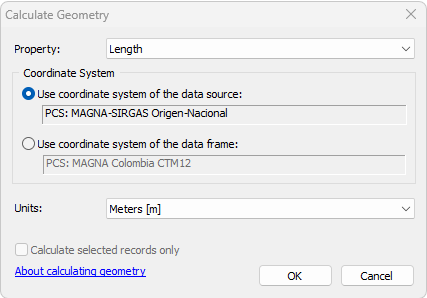 Calculate Geometry
Property:
Length
Coordinate System
Use coordinate system of the data source:
PCS: MAGNA-SIRGAS Origen-Nacional
Use coordinate system of the data frame:
PCS: MAGNA Colombia CTM12
Units:
Meters [m]
Calculate selected records only
About calculating geometry
OK
Cancel